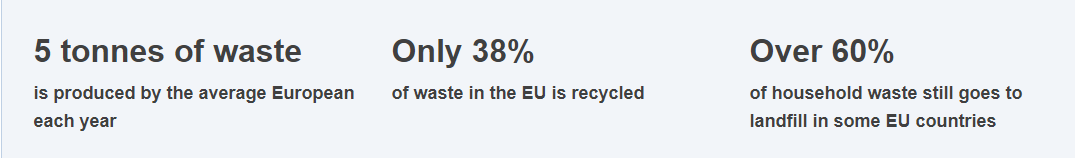 5 tonnes of waste
is produced by the average European
each year
Only 38%
of waste in the EU is recycled
Over 60%
of household waste still goes to
landfill in some EU countries